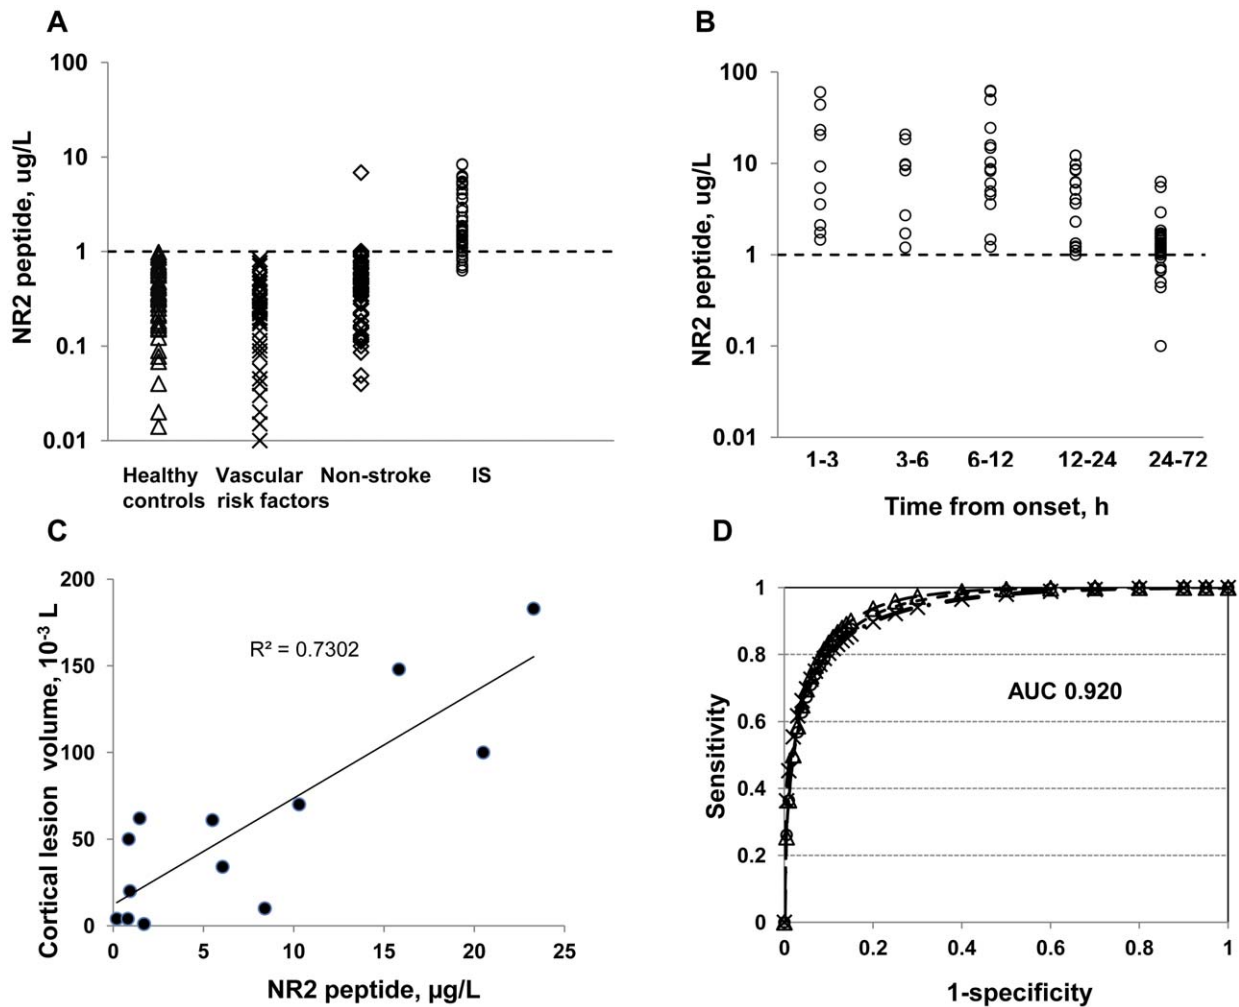 A
100
10
1
0.1
0.01
NR2 peptide, ug/L
Healthy controls
Vascular risk factors
Non-stroke
IS
B
100
10
1
0.1
0.01
NR2 peptide, ug/L
1-3
3-6
6-12
12-24
24-72
Time from onset, h
C
200
150
100
50
0
Cortical lesion volume, 10⁻³ L
R² = 0.7302
0
5
10
15
20
25
NR2 peptide, µg/L
D
1
0.8
0.6
0.4
0.2
0
Sensitivity
AUC 0.920
0
0.2
0.4
0.6
0.8
1
1-specificity